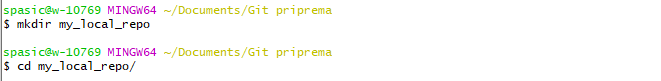 spasic@w-10769 MINGW64 ~/Documents/Git priprema
$ mkdir my_local_repo
spasic@w-10769 MINGW64 ~/Documents/Git priprema
$ cd my_local_repo/